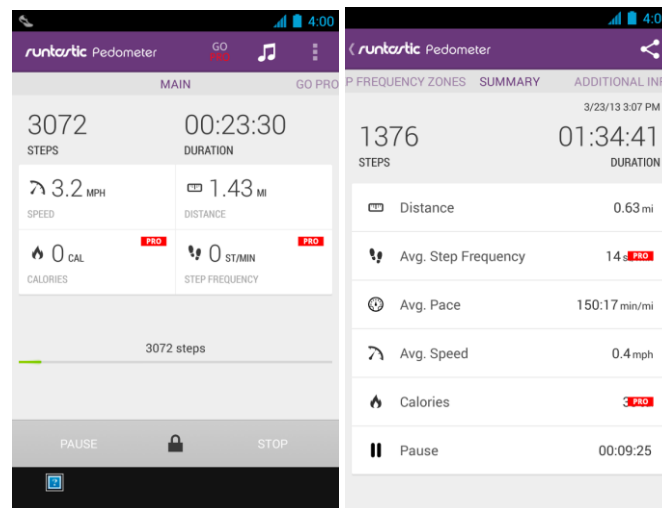 4:00
runtastic Pedometer GO PRO
MAIN GO PRO
3072 00:23:30
STEPS DURATION
3.2 MPH 1.43 MI
SPEED DISTANCE
0 CAL PRO 0 ST/MIN PRO
CALORIES STEP FREQUENCY
3072 steps
PAUSE STOP
?
4:0
runtastic Pedometer
P FREQUENCY ZONES SUMMARY ADDITIONAL INF
3/23/13 3:07 PM
1376 01:34:41
STEPS DURATION
Distance 0.63 mi
Avg. Step Frequency 14 s PRO
Avg. Pace 150:17 min/mi
Avg. Speed 0.4 mph
Calories 3 PRO
Pause 00:09:25